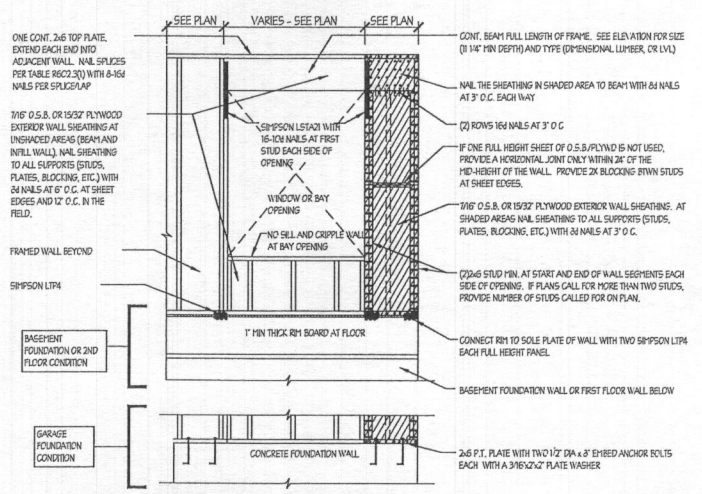 SEE PLAN
VARIES - SEE PLAN
SEE PLAN
ONE CONT. 2x6 TOP PLATE.
EXTEND EACH END INTO
ADJACENT WALL. NAIL SPLICES
PER TABLE R602.3(1) WITH 8-16d
NAILS PER SPLICE/LAP
7/16" O.S.B. OR 15/32" PLYWOOD
EXTERIOR WALL SHEATHING AT
UNSHADED AREAS (BEAM AND
INFILL WALL). NAIL SHEATHING
TO ALL SUPPORTS (STUDS,
PLATES, BLOCKING, ETC.) WITH
8d NAILS AT 6" O.C. AT SHEET
EDGES AND 12" O.C. IN THE
FIELD.
FRAMED WALL BEYOND
SIMPSON LTP4
BASEMENT
FOUNDATION OR 2ND
FLOOR CONDITION
GARAGE
FOUNDATION
CONDITION
SIMPSON LSTA21 WITH
16-10d NAILS AT FIRST
STUD EACH SIDE OF
OPENING
WINDOW OR BAY
OPENING
NO SILL AND CRIPPLE WALL
AT BAY OPENING
1" MIN THICK RIM BOARD AT FLOOR
CONCRETE FOUNDATION WALL
CONT. BEAM FULL LENGTH OF FRAME. SEE ELEVATION FOR SIZE
(11 1/4" MIN DEPTH) AND TYPE (DIMENSIONAL LUMBER, OR LVL)
NAIL THE SHEATHING IN SHADED AREA TO BEAM WITH 8d NAILS
AT 3" O.C. EACH WAY
(2) ROWS 16d NAILS AT 3" O.C
IF ONE FULL HEIGHT SHEET OF O.S.B./PLYWD IS NOT USED,
PROVIDE A HORIZONTAL JOINT ONLY WITHIN 24" OF THE
MID-HEIGHT OF THE WALL. PROVIDE 2X BLOCKING BTWN STUDS
AT SHEET EDGES.
7/16" O.S.B. OR 15/32" PLYWOOD EXTERIOR WALL SHEATHING. AT
SHADED AREAS NAIL SHEATHING TO ALL SUPPORTS (STUDS,
PLATES, BLOCKING, ETC.) WITH 8d NAILS AT 3" O.C.
(2)2x6 STUD MIN. AT START AND END OF WALL SEGMENTS EACH
SIDE OF OPENING. IF PLANS CALL FOR MORE THAN TWO STUDS,
PROVIDE NUMBER OF STUDS CALLED FOR ON PLAN.
CONNECT RIM TO SOLE PLATE OF WALL WITH TWO SIMPSON LTP4
EACH FULL HEIGHT PANEL
BASEMENT FOUNDATION WALL OR FIRST FLOOR WALL BELOW
2x6 P.T. PLATE WITH TWO 1/2" DIA x 8" EMBED ANCHOR BOLTS
EACH WITH A 3/16"x2"x2" PLATE WASHER